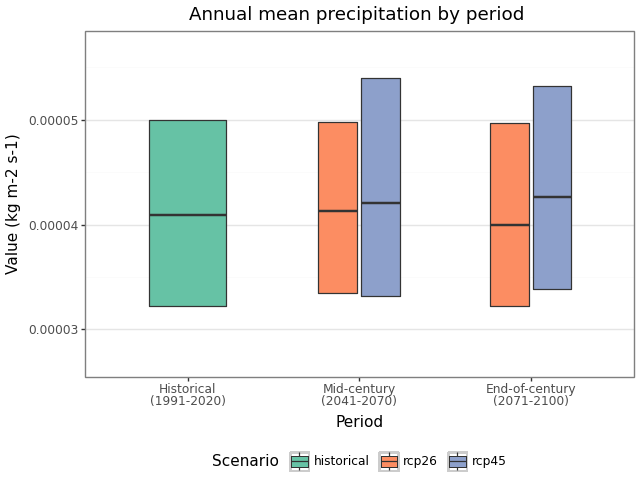 Annual mean precipitation by period
Value (kg m-2 s-1)
0.00005
0.00004
0.00003
Historical
(1991-2020)
Mid-century
(2041-2070)
End-of-century
(2071-2100)
Period
Scenario historical rcp26 rcp45